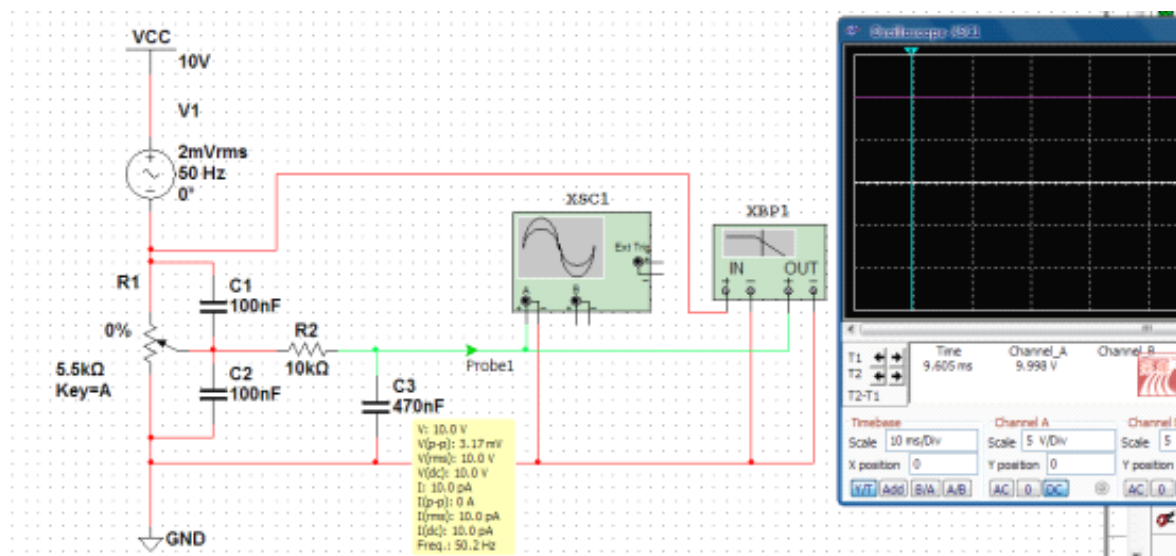 VCC
10V
V1
2mVrms
50 Hz
0°
R1
0%
5.5kΩ
Key=A
C1
100nF
C2
100nF
R2
10kΩ
C3
470nF
Probe1
V: 10.0 V
V(p-p): 3.17 mV
V(rms): 10.0 V
V(dc): 10.0 V
I: 10.0 pA
I(p-p): 0 A
I(rms): 10.0 pA
I(dc): 10.0 pA
Freq.: 50.2 Hz
GND
XSC1
Ext Trig
A
B
XBP1
IN OUT
Oscilloscope-XSC1
T1
T2
T2-T1
Time Channel_A Channel_B
9.605 ms 9.998 V
Timebase
Scale 10 ms/Div
X position 0
Y/T Add B/A A/B
Channel A
Scale 5 V/Div
Y position 0
AC 0 DC
Channel
Scale 5
Y position
AC 0